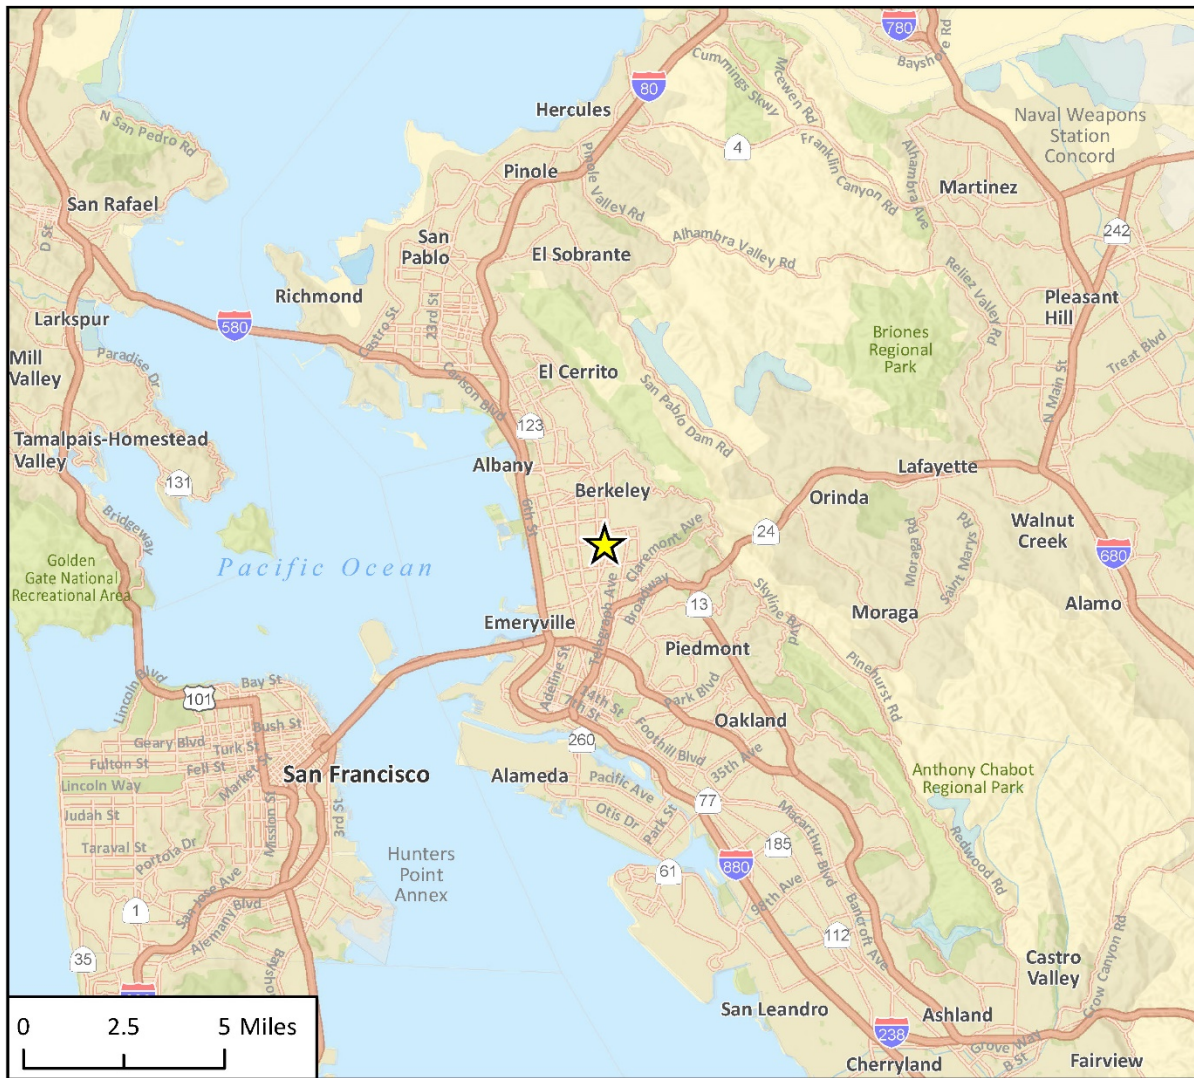 780
Bayshore Rd
80
Cummings Skwy
Mcewen Rd
Hercules
N San Pedro Rd
4
Franklin Canyon Rd
Alhambra Ave
Naval Weapons
Station
Concord
Pinole
Pinole Valley Rd
Martinez
San Rafael
D St
San
Pablo
El Sobrante
Alhambra Valley Rd
242
Richmond
Castro St
23rd St
Reliez Valley Rd
Pleasant
Hill
Larkspur
580
Briones
Regional
Park
Treat Blvd
Mill
Valley
Paradise Dr
El Cerrito
Carlson Blvd
San Pablo Dam Rd
N Main St
123
Tamalpais-Homestead
Valley
131
Albany
Berkeley
Lafayette
Orinda
6th St
Bridgeway
24
Claremont Ave
Moraga Rd
Saint Marys Rd
Walnut
Creek
680
Golden
Gate National
Recreational Area
Pacific Ocean
Telegraph Ave
Broadway
13
Skyline Blvd
Moraga
Alamo
Emeryville
Piedmont
Pinehurst Rd
Adeline St
Lincoln Blvd
101
Bay St
14th St
7th St
Park Blvd
Oakland
Bush St
Geary Blvd
Turk St
Fulton St
Fell St
Market St
260
Foothill Blvd
35th Ave
San Francisco
Alameda
Pacific Ave
Anthony Chabot
Regional Park
Lincoln Way
Mission St
3rd St
Otis Dr
Park St
77
Judah St
Macarthur Blvd
Redwood Rd
Taraval St
Portola Dr
Hunters
Point
Annex
185
880
61
98th Ave
San Jose Ave
Alemany Blvd
1
Bancroft Ave
112
35
Castro
Valley
Crow Canyon Rd
San Leandro
Ashland
0 2.5 5 Miles
238
Grove Way
B St
Cherryland
Fairview